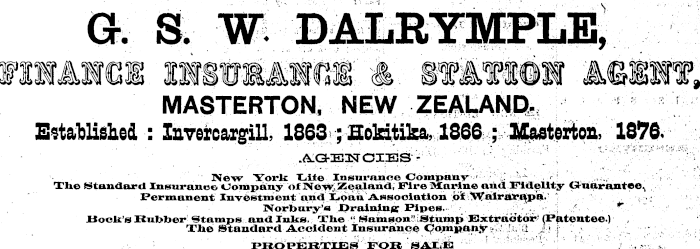 G. S. W. DALRYMPLE,
FINANCE INSURANCE & STATION AGENT,
MASTERTON, NEW ZEALAND.
Established : Invercargill, 1863 ; Hokitika, 1866 ; Masterton, 1876.
.AGENCIES -
New York Life Insurance Company
The Standard Insurance Company of New Zealand, Fire Marine and Fidelity Guarantee,
Permanent Investment and Loan Association of Wairarapa.
Norbury's Draining Pipes.
Bock's Rubber Stamps and Inks. The "Samson" Stump Extractor (Patentee.)
The Standard Accident Insurance Company
PROPERTIES FOR SALE